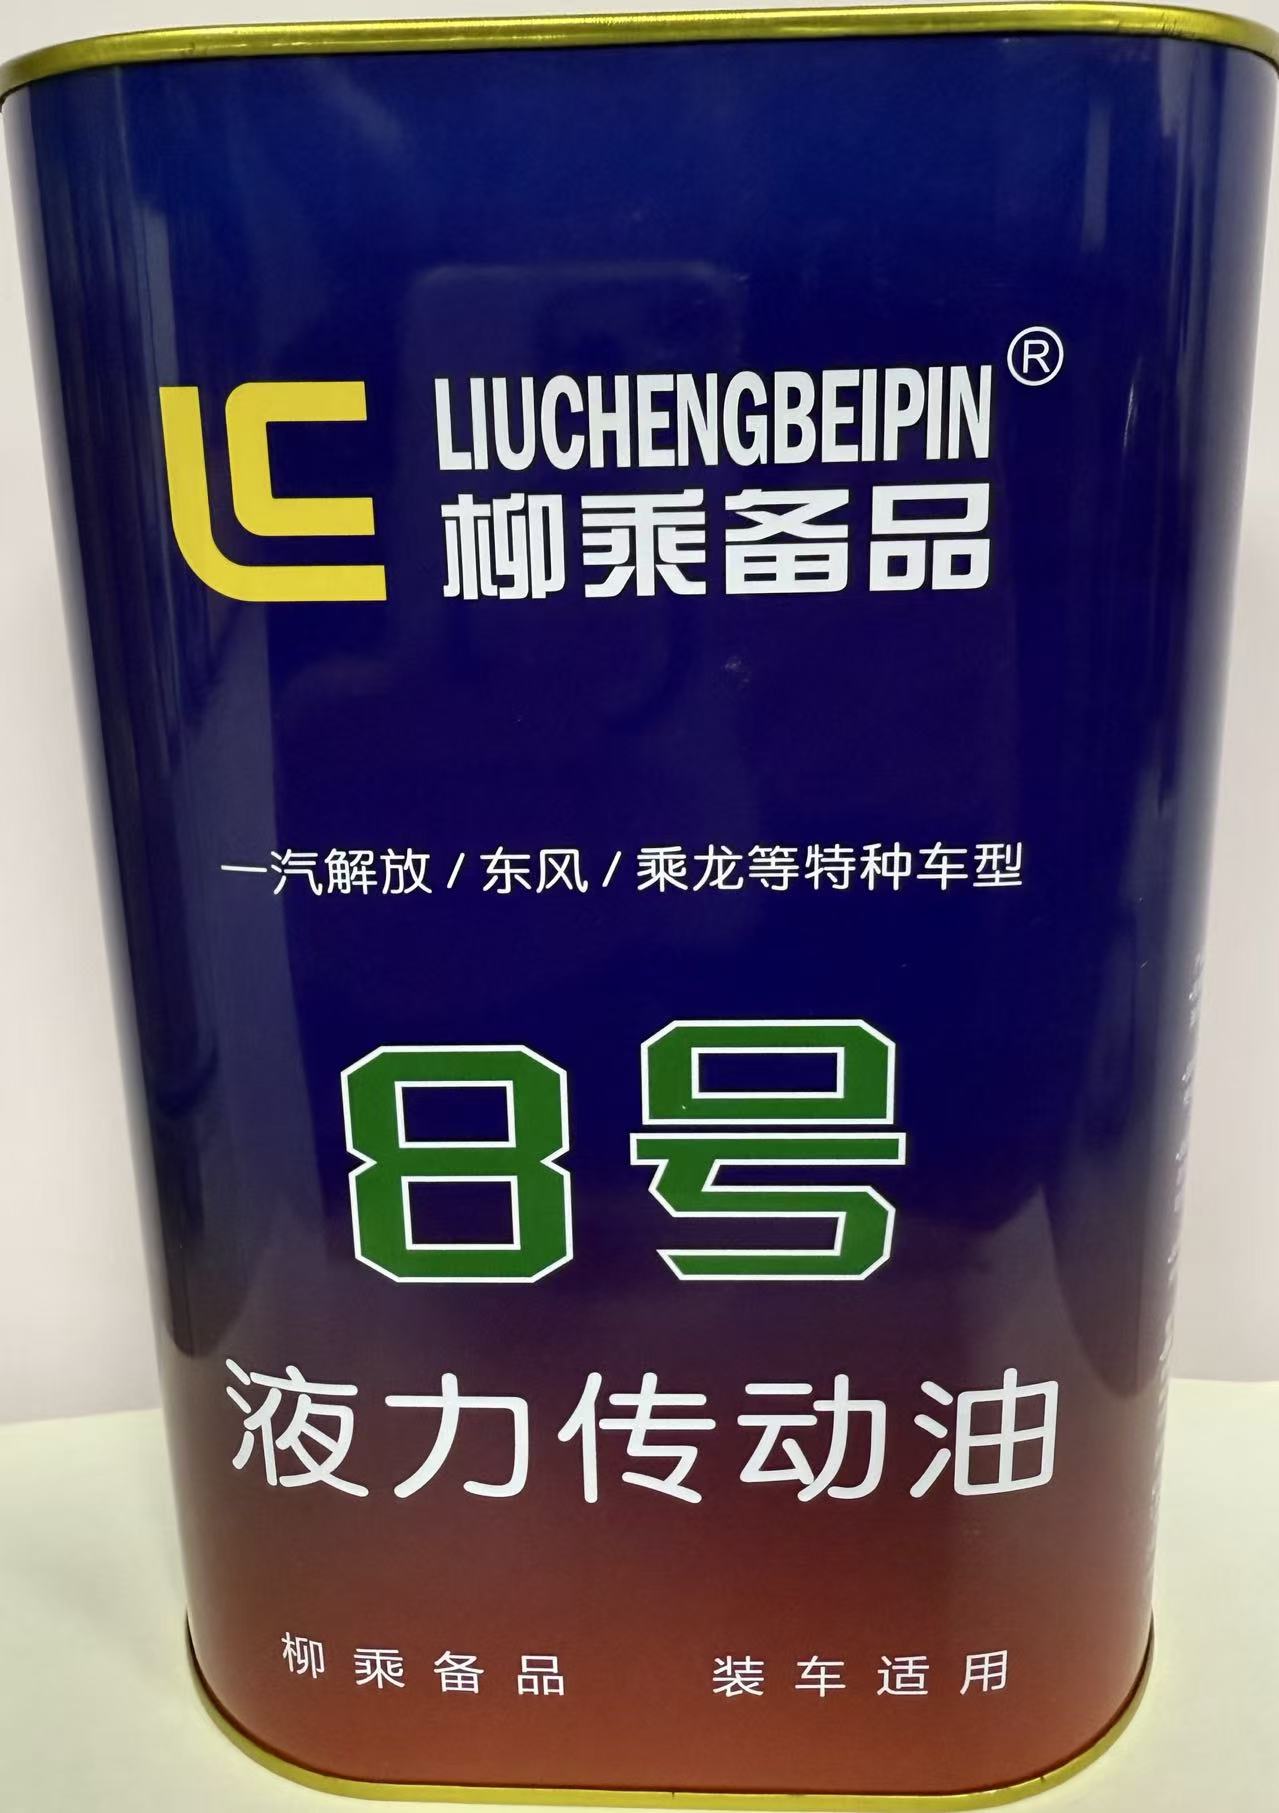 LC
LIUCHENGBEIPIN®
柳乘备品
一汽解放/东风/乘龙等特种车型
8号
液力传动油
柳乘备品 装车适用